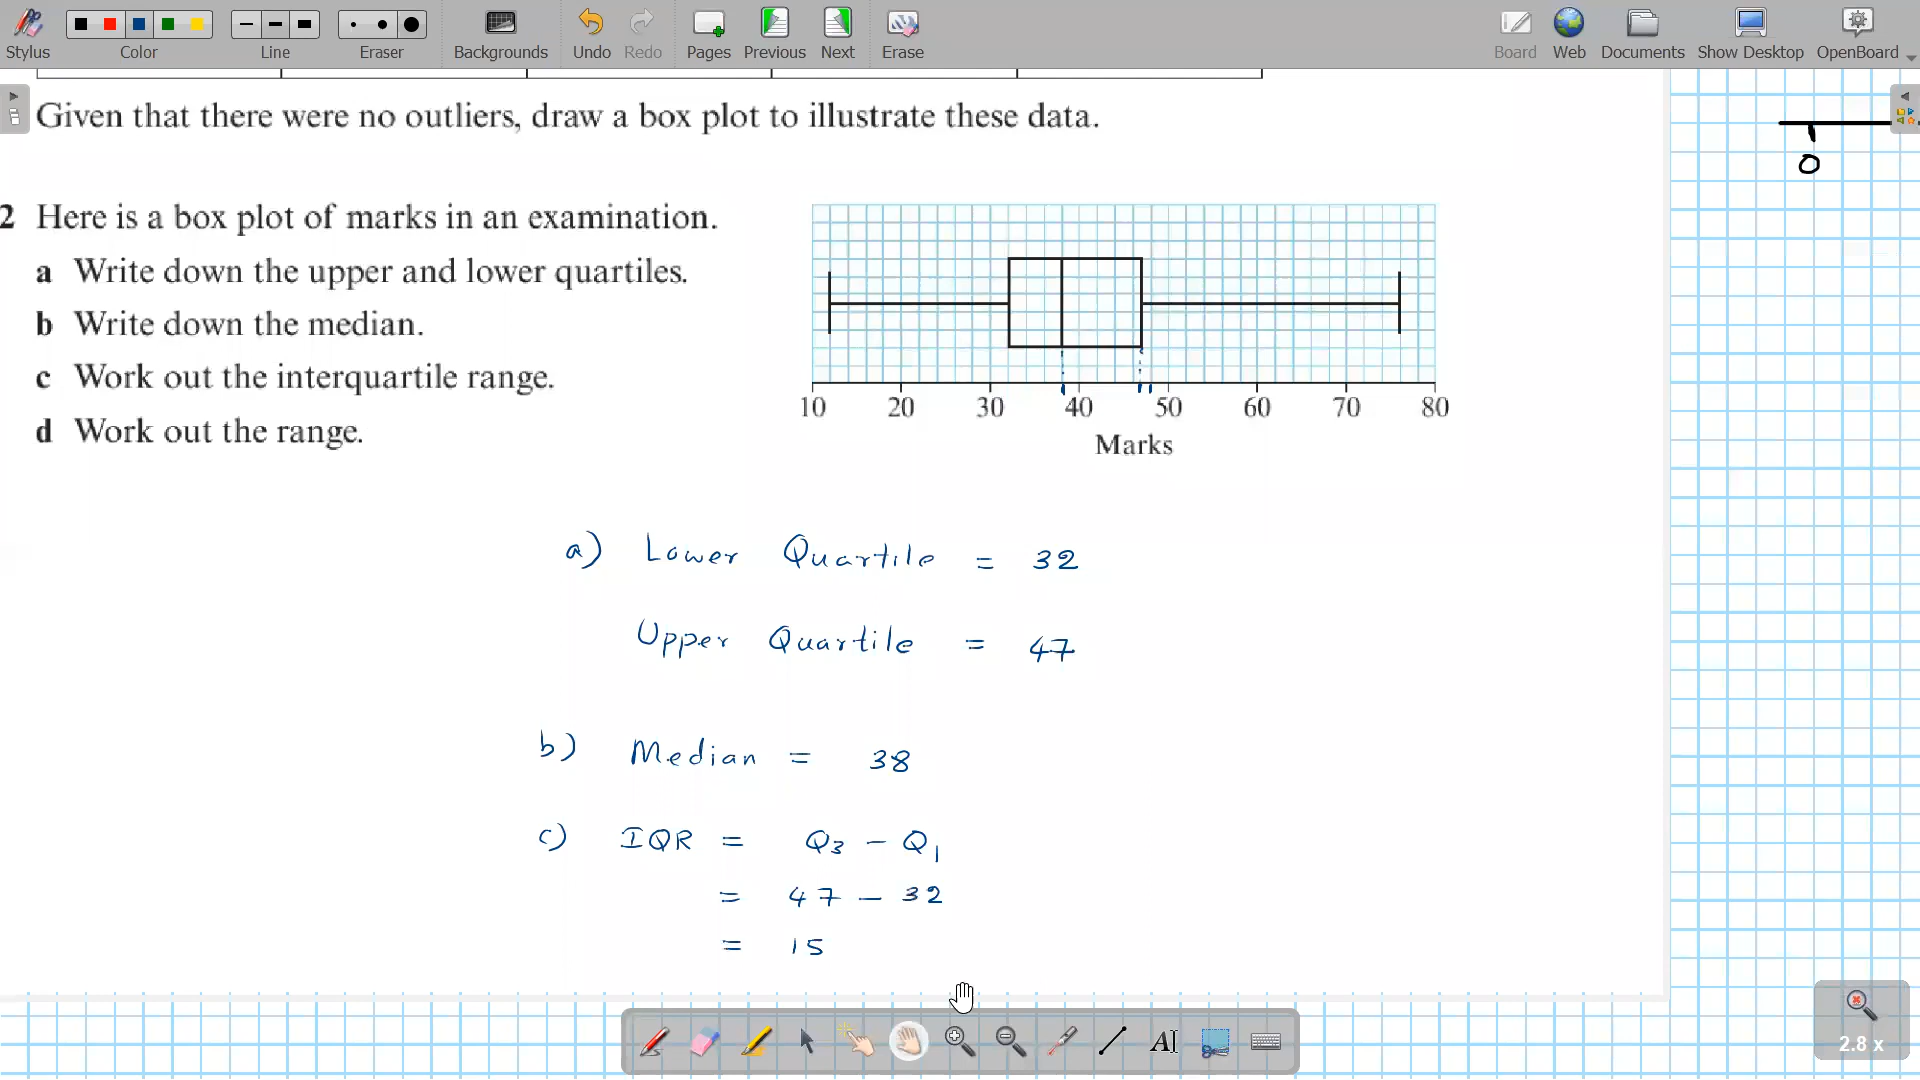 Stylus Color Line Eraser Backgrounds Undo Redo Pages Previous Next Erase Board Web Documents Show Desktop OpenBoard
Given that there were no outliers, draw a box plot to illustrate these data.
0
2 Here is a box plot of marks in an examination.
a Write down the upper and lower quartiles.
b Write down the median.
c Work out the interquartile range.
d Work out the range.
10 20 30 40 50 60 70 80
Marks
a) Lower Quartile = 32
Upper Quartile = 47
b) Median = 38
c) IQR = Q3 - Q1
= 47 - 32
= 15
AI
2.8 x